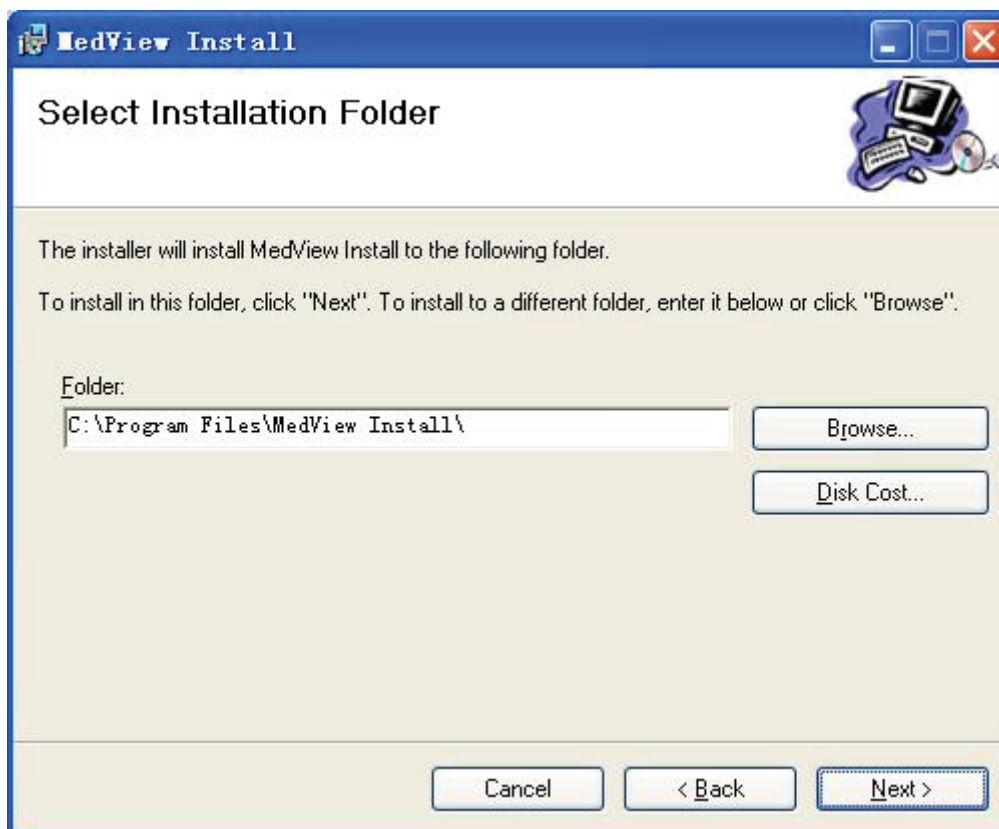 MedView Install
Select Installation Folder
The installer will install MedView Install to the following folder.
To install in this folder, click "Next". To install to a different folder, enter it below or click "Browse".
Folder:
C:\Program Files\MedView Install\
Browse...
Disk Cost...
Cancel
< Back
Next >